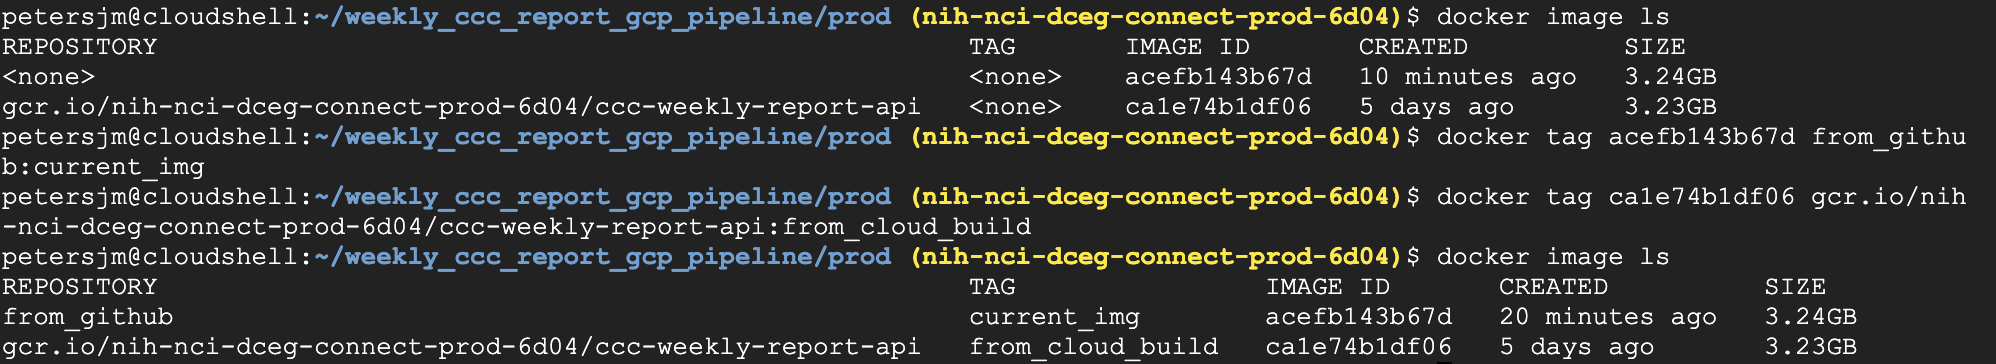 petersjm@cloudshell:~/weekly_ccc_report_gcp_pipeline/prod (nih-nci-dceg-connect-prod-6d04)$ docker image ls
REPOSITORY TAG IMAGE ID CREATED SIZE
<none> <none> acefb143b67d 10 minutes ago 3.24GB
gcr.io/nih-nci-dceg-connect-prod-6d04/ccc-weekly-report-api <none> ca1e74b1df06 5 days ago 3.23GB
petersjm@cloudshell:~/weekly_ccc_report_gcp_pipeline/prod (nih-nci-dceg-connect-prod-6d04)$ docker tag acefb143b67d from_githu
b:current_img
petersjm@cloudshell:~/weekly_ccc_report_gcp_pipeline/prod (nih-nci-dceg-connect-prod-6d04)$ docker tag ca1e74b1df06 gcr.io/nih
-nci-dceg-connect-prod-6d04/ccc-weekly-report-api:from_cloud_build
petersjm@cloudshell:~/weekly_ccc_report_gcp_pipeline/prod (nih-nci-dceg-connect-prod-6d04)$ docker image ls
REPOSITORY TAG IMAGE ID CREATED SIZE
from_github current_img acefb143b67d 20 minutes ago 3.24GB
gcr.io/nih-nci-dceg-connect-prod-6d04/ccc-weekly-report-api from_cloud_build ca1e74b1df06 5 days ago 3.23GB